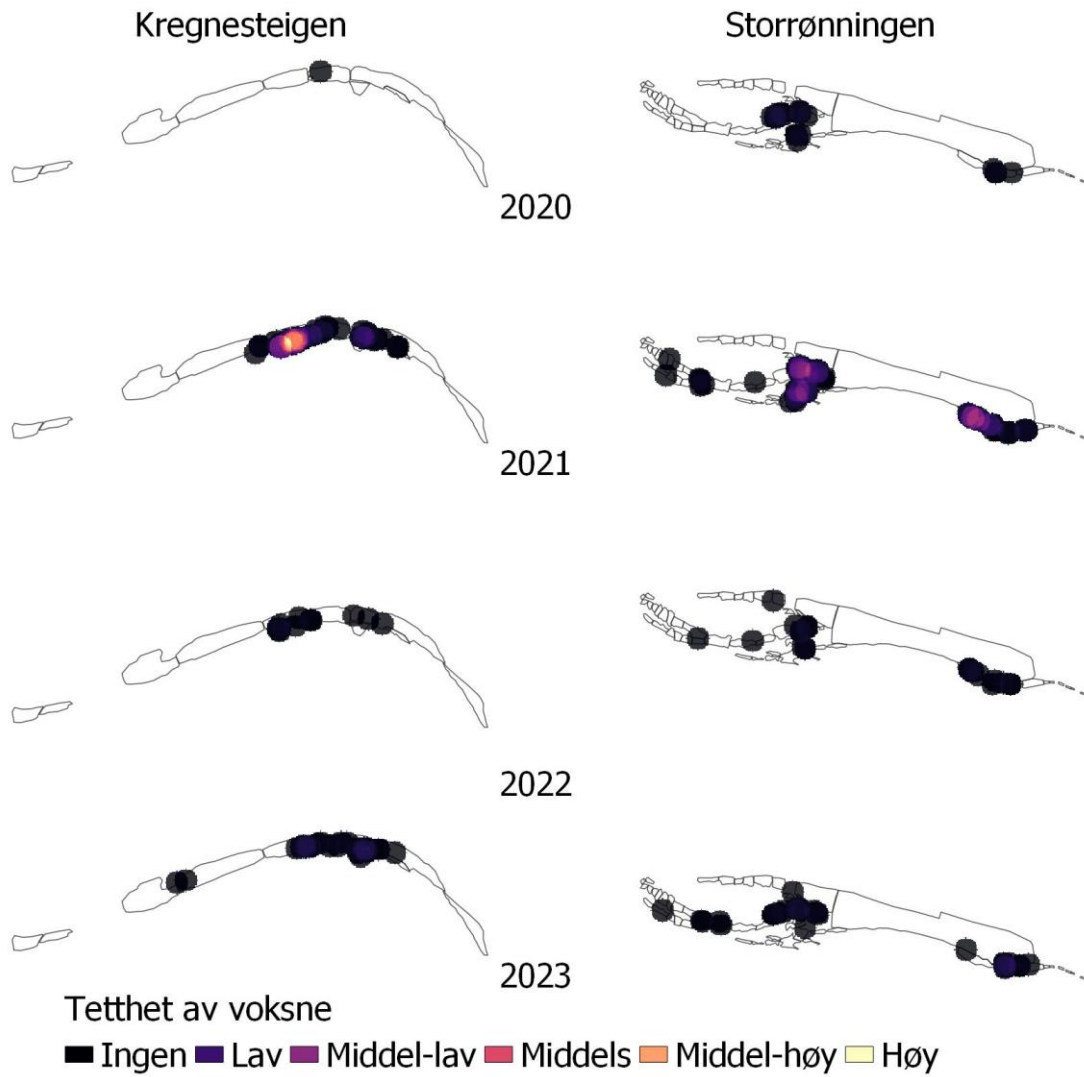 Kregnesteigen
Storrønningen
2020
2021
2022
2023
Tetthet av voksne
Ingen Lav Middel-lav Middels Middel-høy Høy